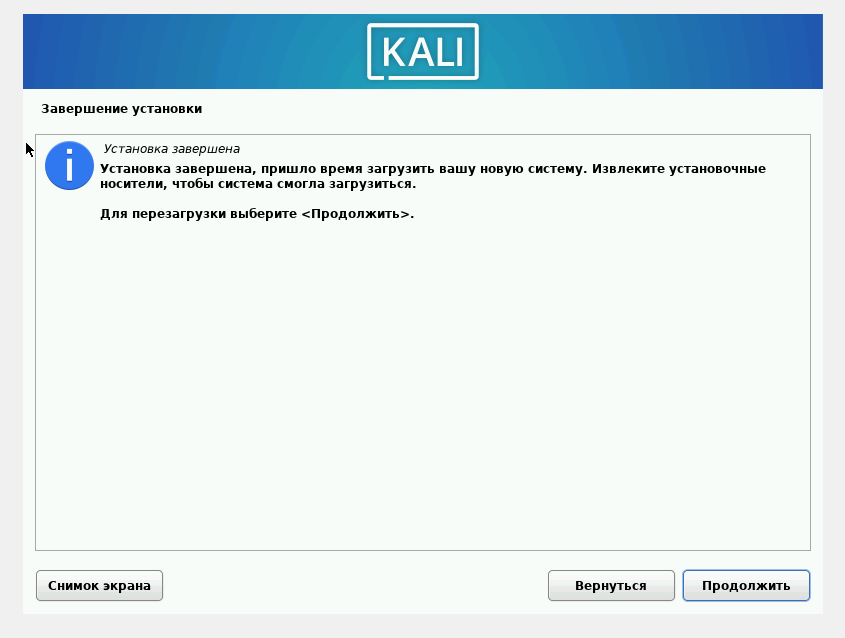 KALI
Завершение установки
Установка завершена
Установка завершена, пришло время загрузить вашу новую систему. Извлеките установочные
носители, чтобы система смогла загрузиться.
Для перезагрузки выберите <Продолжить>.
Снимок экрана
Вернуться
Продолжить